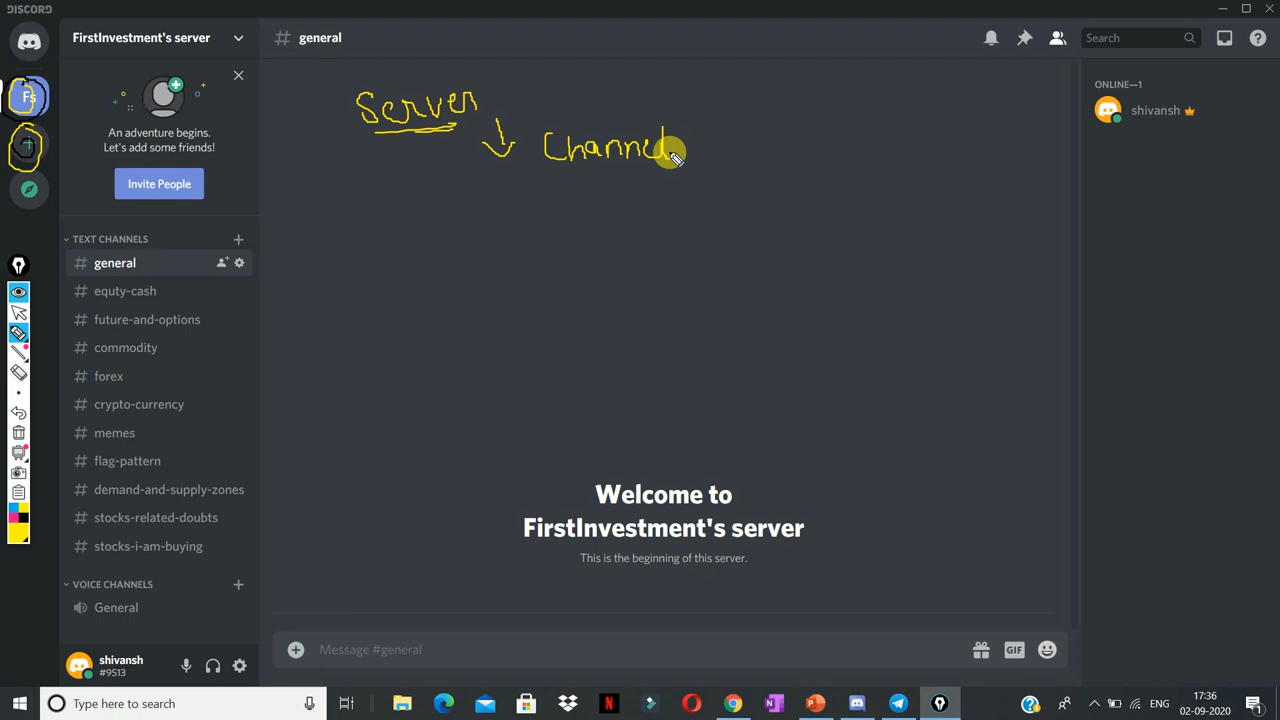 DISCORD
FirstInvestment's server
# general
Search
Fs
An adventure begins.
Let's add some friends!
Invite People
TEXT CHANNELS
# general
# equty-cash
# future-and-options
# commodity
# forex
# crypto-currency
# memes
# flag-pattern
# demand-and-supply-zones
# stocks-related-doubts
# stocks-i-am-buying
VOICE CHANNELS
General
shivansh
#9513
Server
Channel
Welcome to
FirstInvestment's server
This is the beginning of this server.
Message #general
GIF
ONLINE—1
shivansh
Type here to search
ENG
17:36
02-09-2020
1